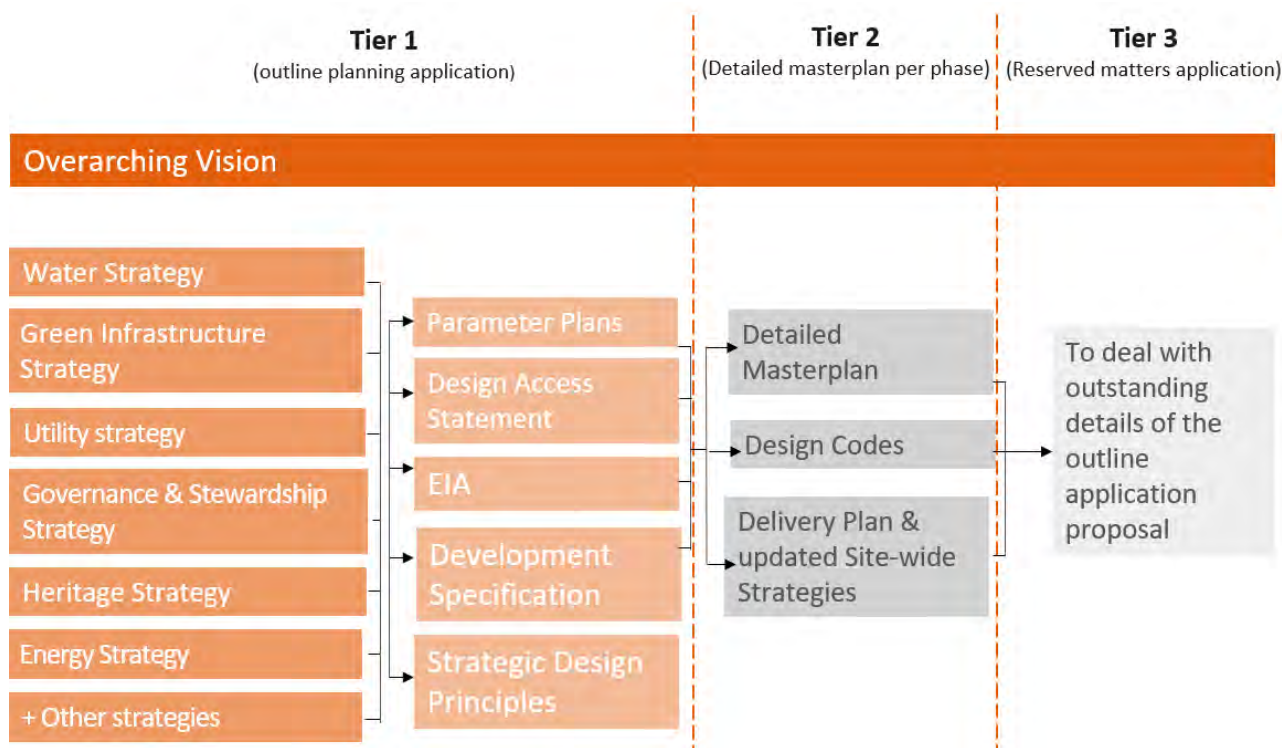 Tier 1
(outline planning application)
Tier 2
(Detailed masterplan per phase)
Tier 3
(Reserved matters application)
Overarching Vision
Water Strategy
Green Infrastructure
Strategy
Utility strategy
Governance & Stewardship
Strategy
Heritage Strategy
Energy Strategy
+ Other strategies
Parameter Plans
Design Access
Statement
EIA
Development
Specification
Strategic Design
Principles
Detailed
Masterplan
Design Codes
Delivery Plan &
updated Site-wide
Strategies
To deal with
outstanding
details of the
outline
application
proposal